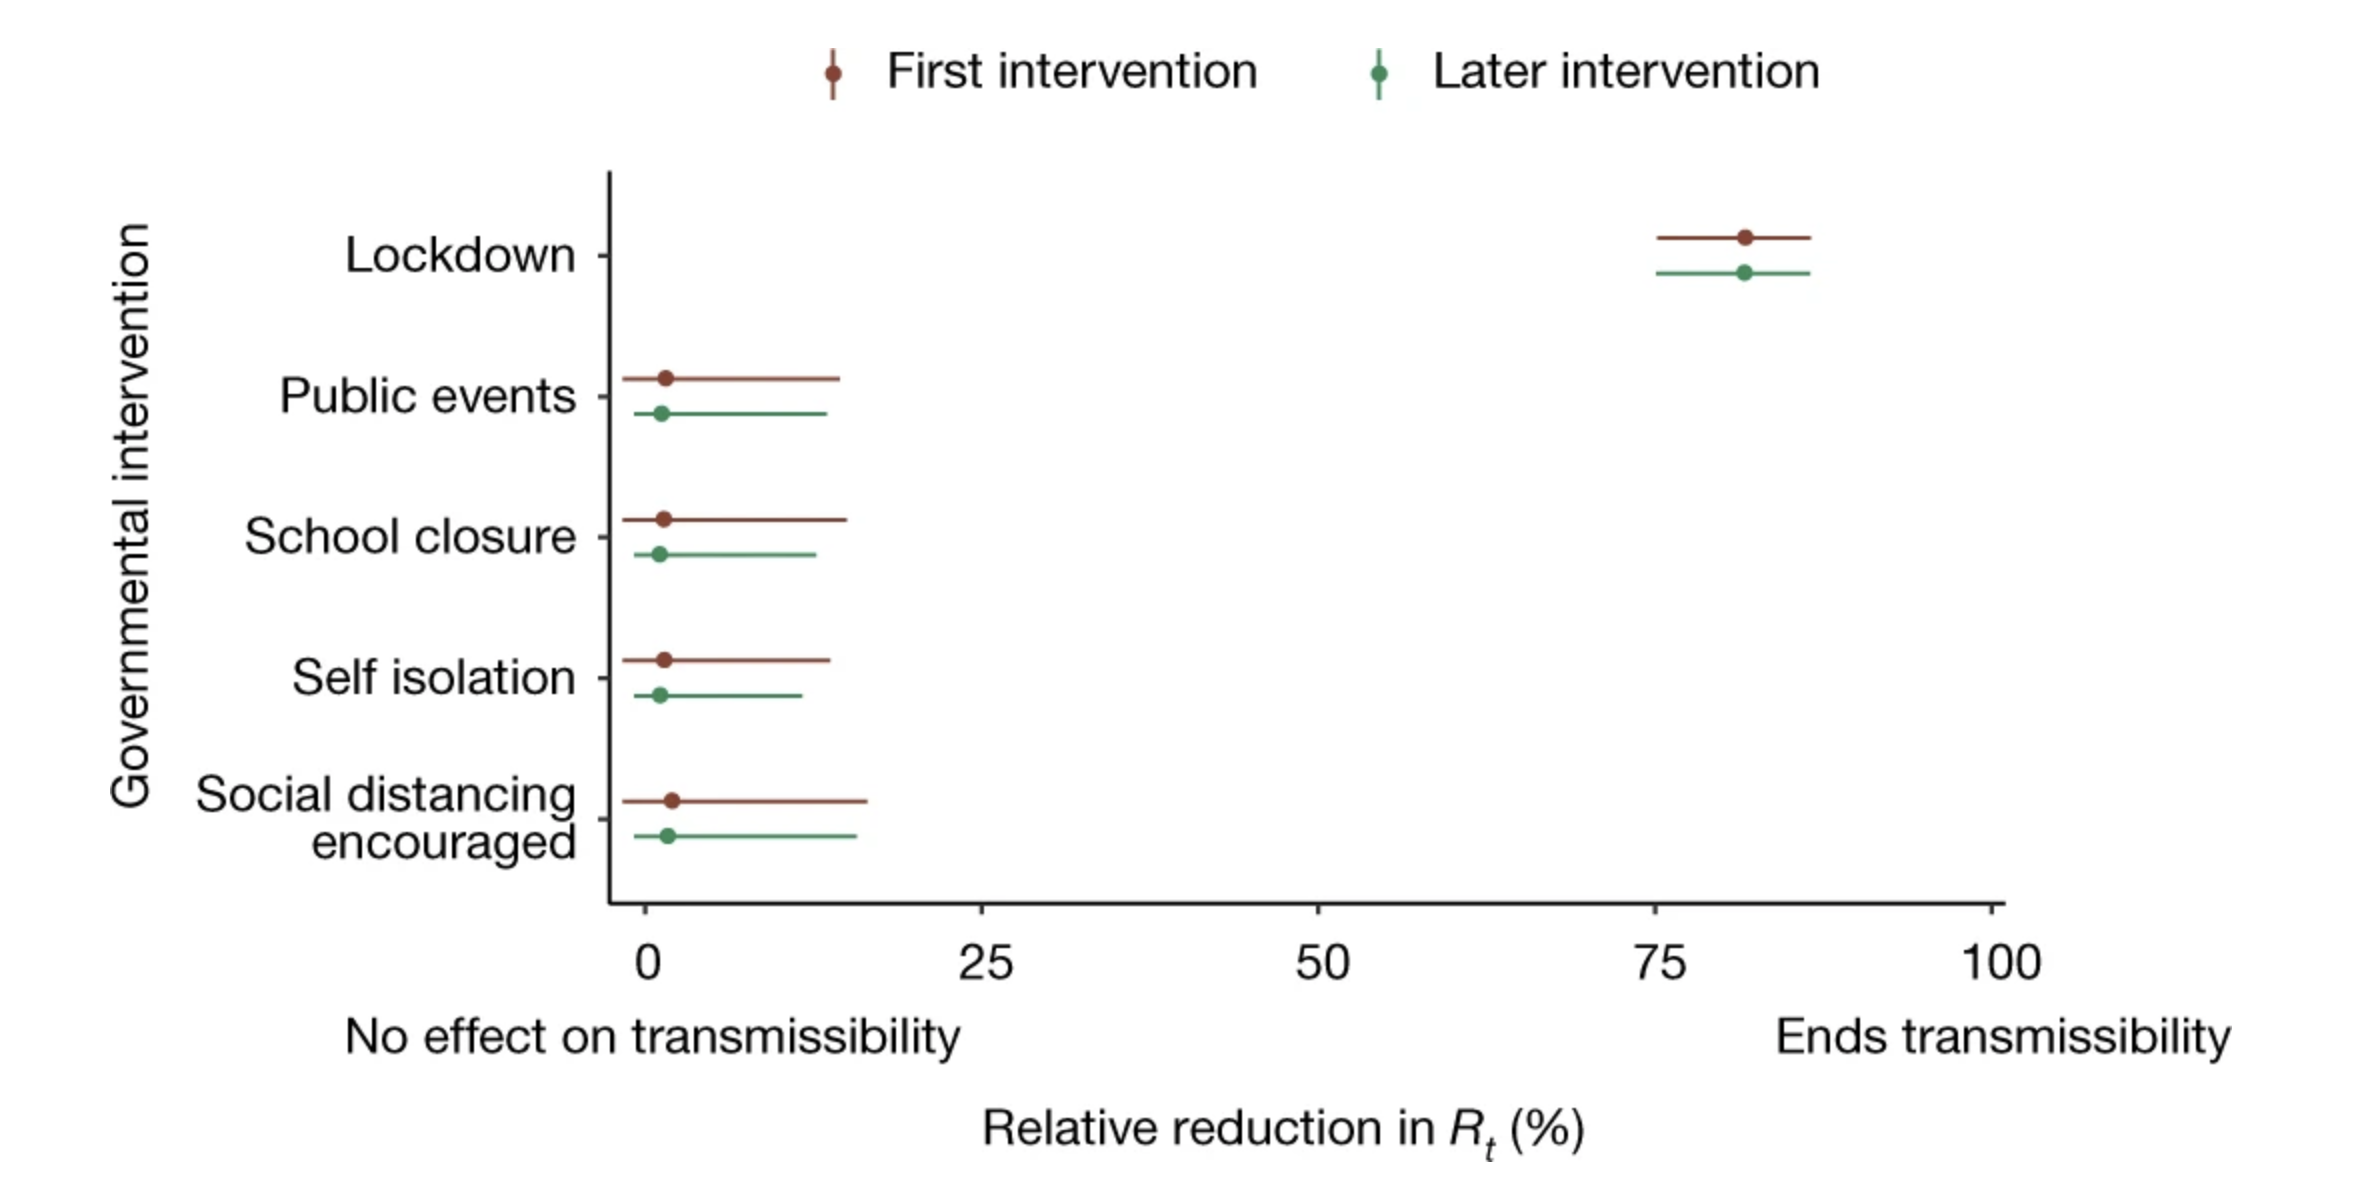 First intervention
Later intervention
Governmental intervention
Lockdown
Public events
School closure
Self isolation
Social distancing
encouraged
0 25 50 75 100
No effect on transmissibility
Ends transmissibility
Relative reduction in Rt (%)